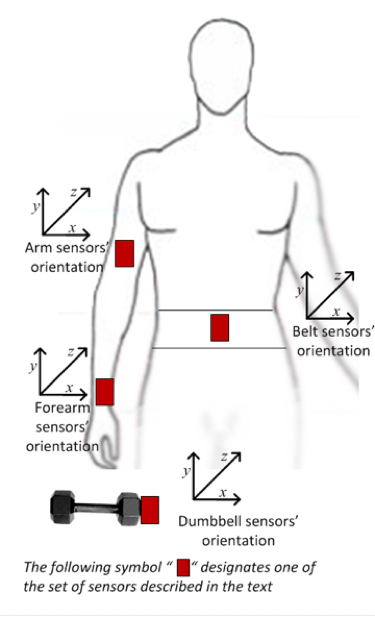 z
y
x
Arm sensors'
orientation
z
y
x
Belt sensors'
orientation
z
y
x
Forearm
sensors'
orientation
z
y
x
Dumbbell sensors'
orientation
The following symbol “ “ designates one of
the set of sensors described in the text